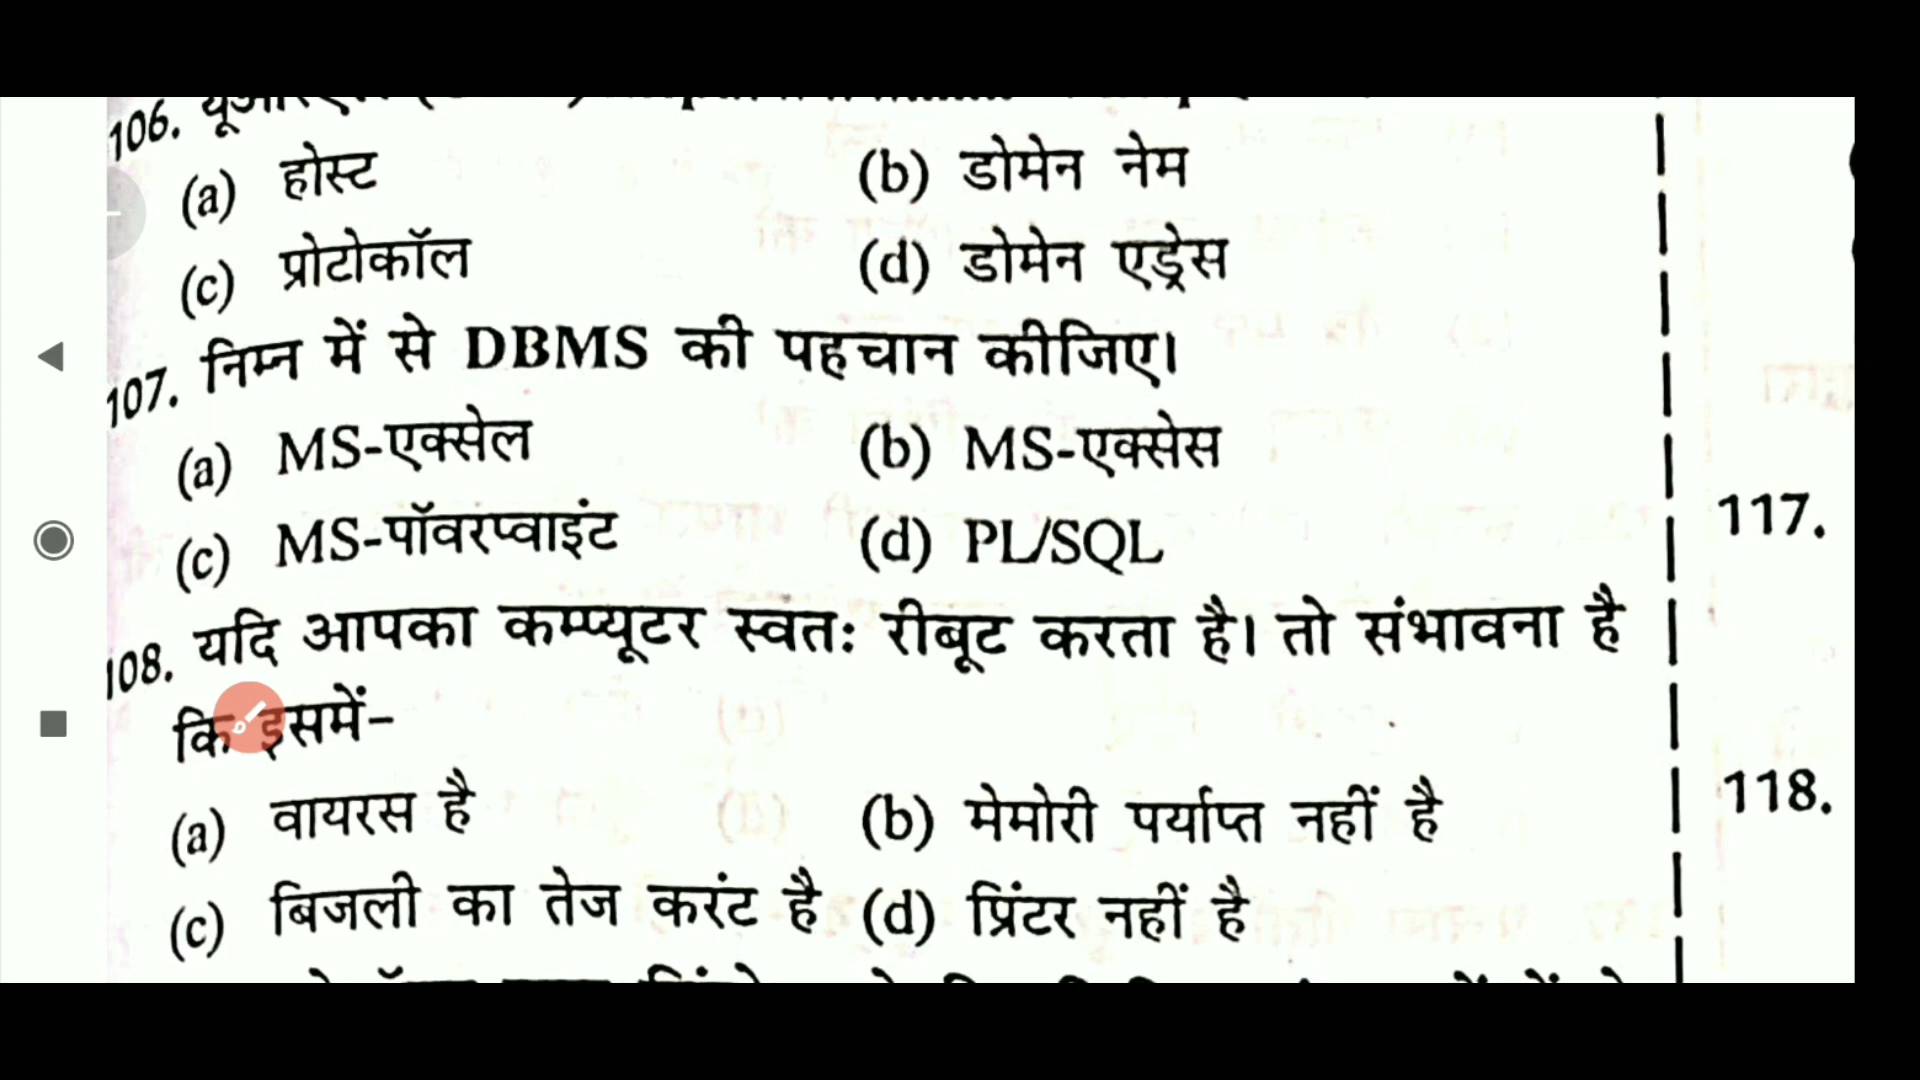 106.
(a) होस्ट (b) डोमेन नेम
(c) प्रोटोकॉल (d) डोमेन एड्रेस
107. निम्न में से DBMS की पहचान कीजिए।
(a) MS-एक्सेल (b) MS-एक्सेस
(c) MS-पॉवरप्वाइंट (d) PL/SQL
108. यदि आपका कम्प्यूटर स्वतः रीबूट करता है। तो संभावना है
कि इसमें-
(a) वायरस है (b) मेमोरी पर्याप्त नहीं है
(c) बिजली का तेज करंट है (d) प्रिंटर नहीं है
117.
118.